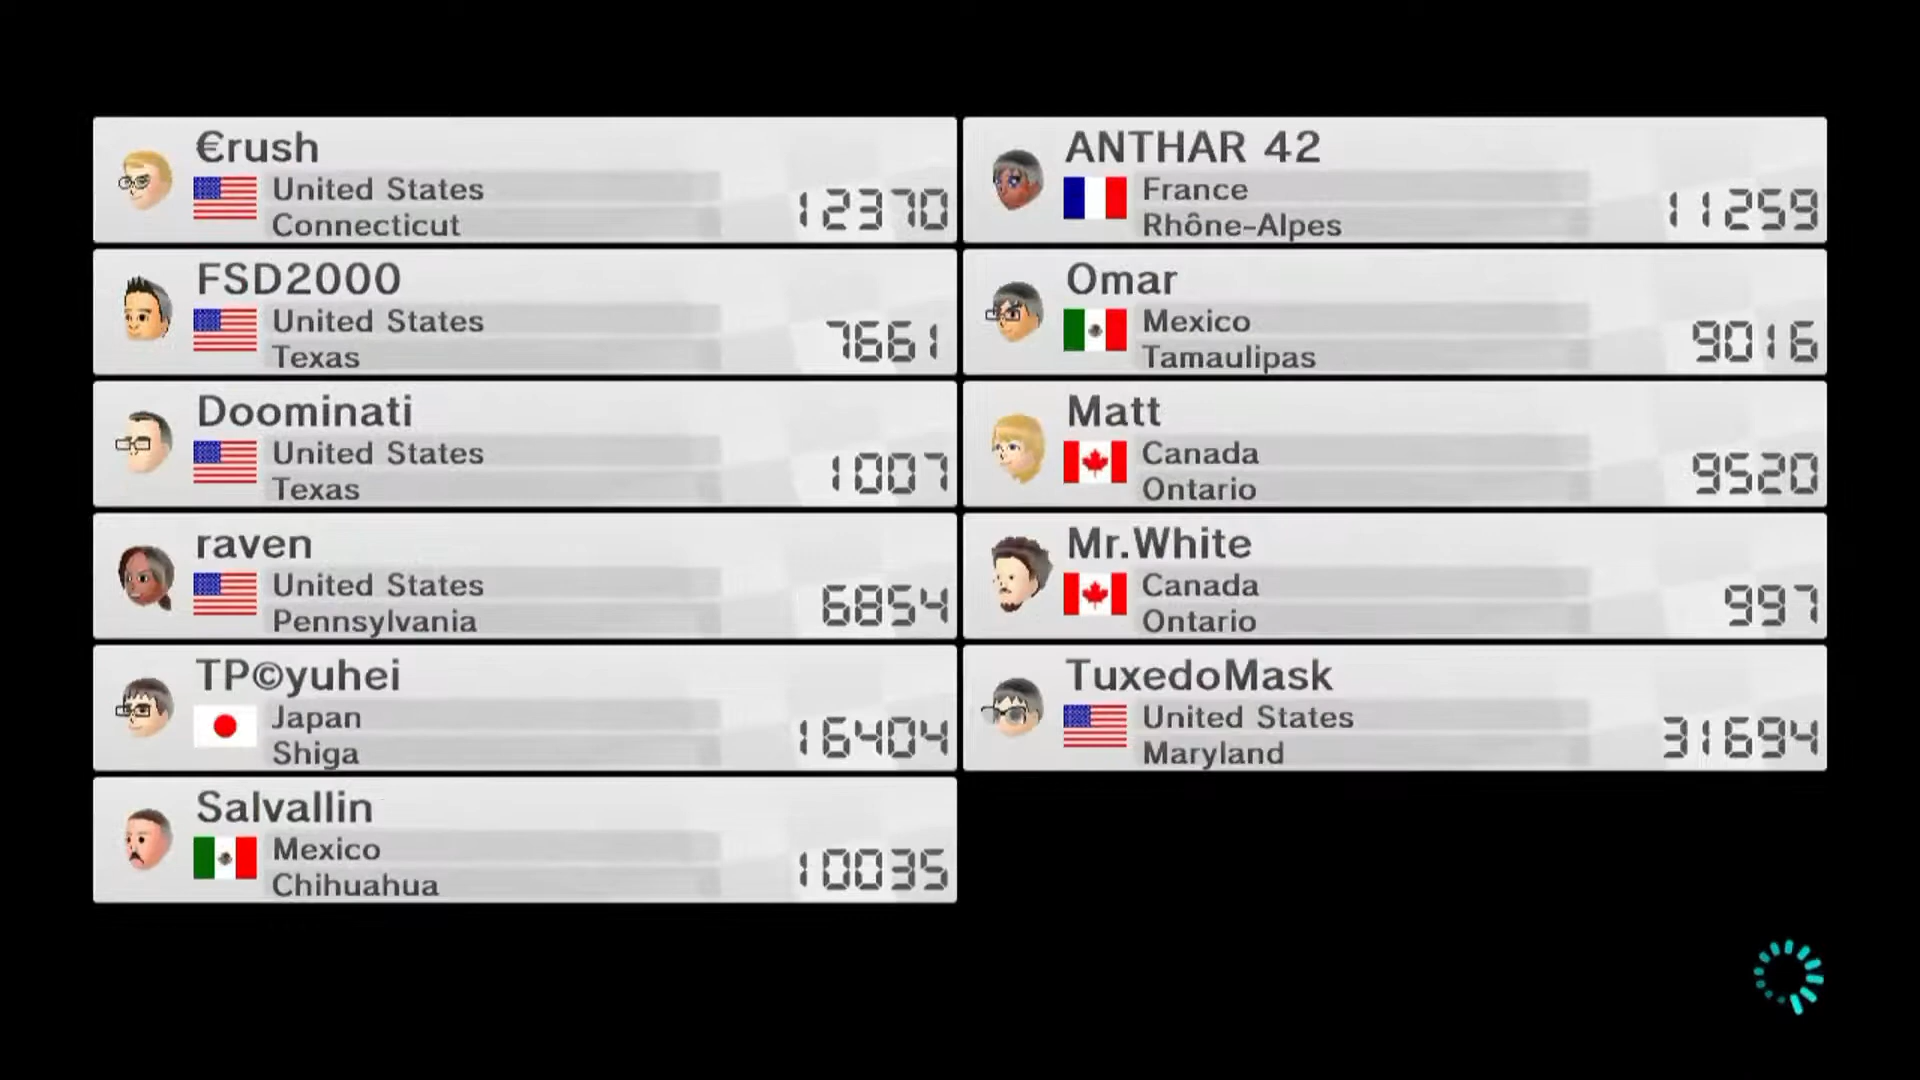 €rush
United States
Connecticut
12370
ANTHAR 42
France
Rhône-Alpes
11259
FSD2000
United States
Texas
7661
Omar
Mexico
Tamaulipas
9016
Doominati
United States
Texas
1007
Matt
Canada
Ontario
9520
raven
United States
Pennsylvania
6854
Mr.White
Canada
Ontario
997
TP©yuhei
Japan
Shiga
16404
TuxedoMask
United States
Maryland
31694
Salvallin
Mexico
Chihuahua
10035